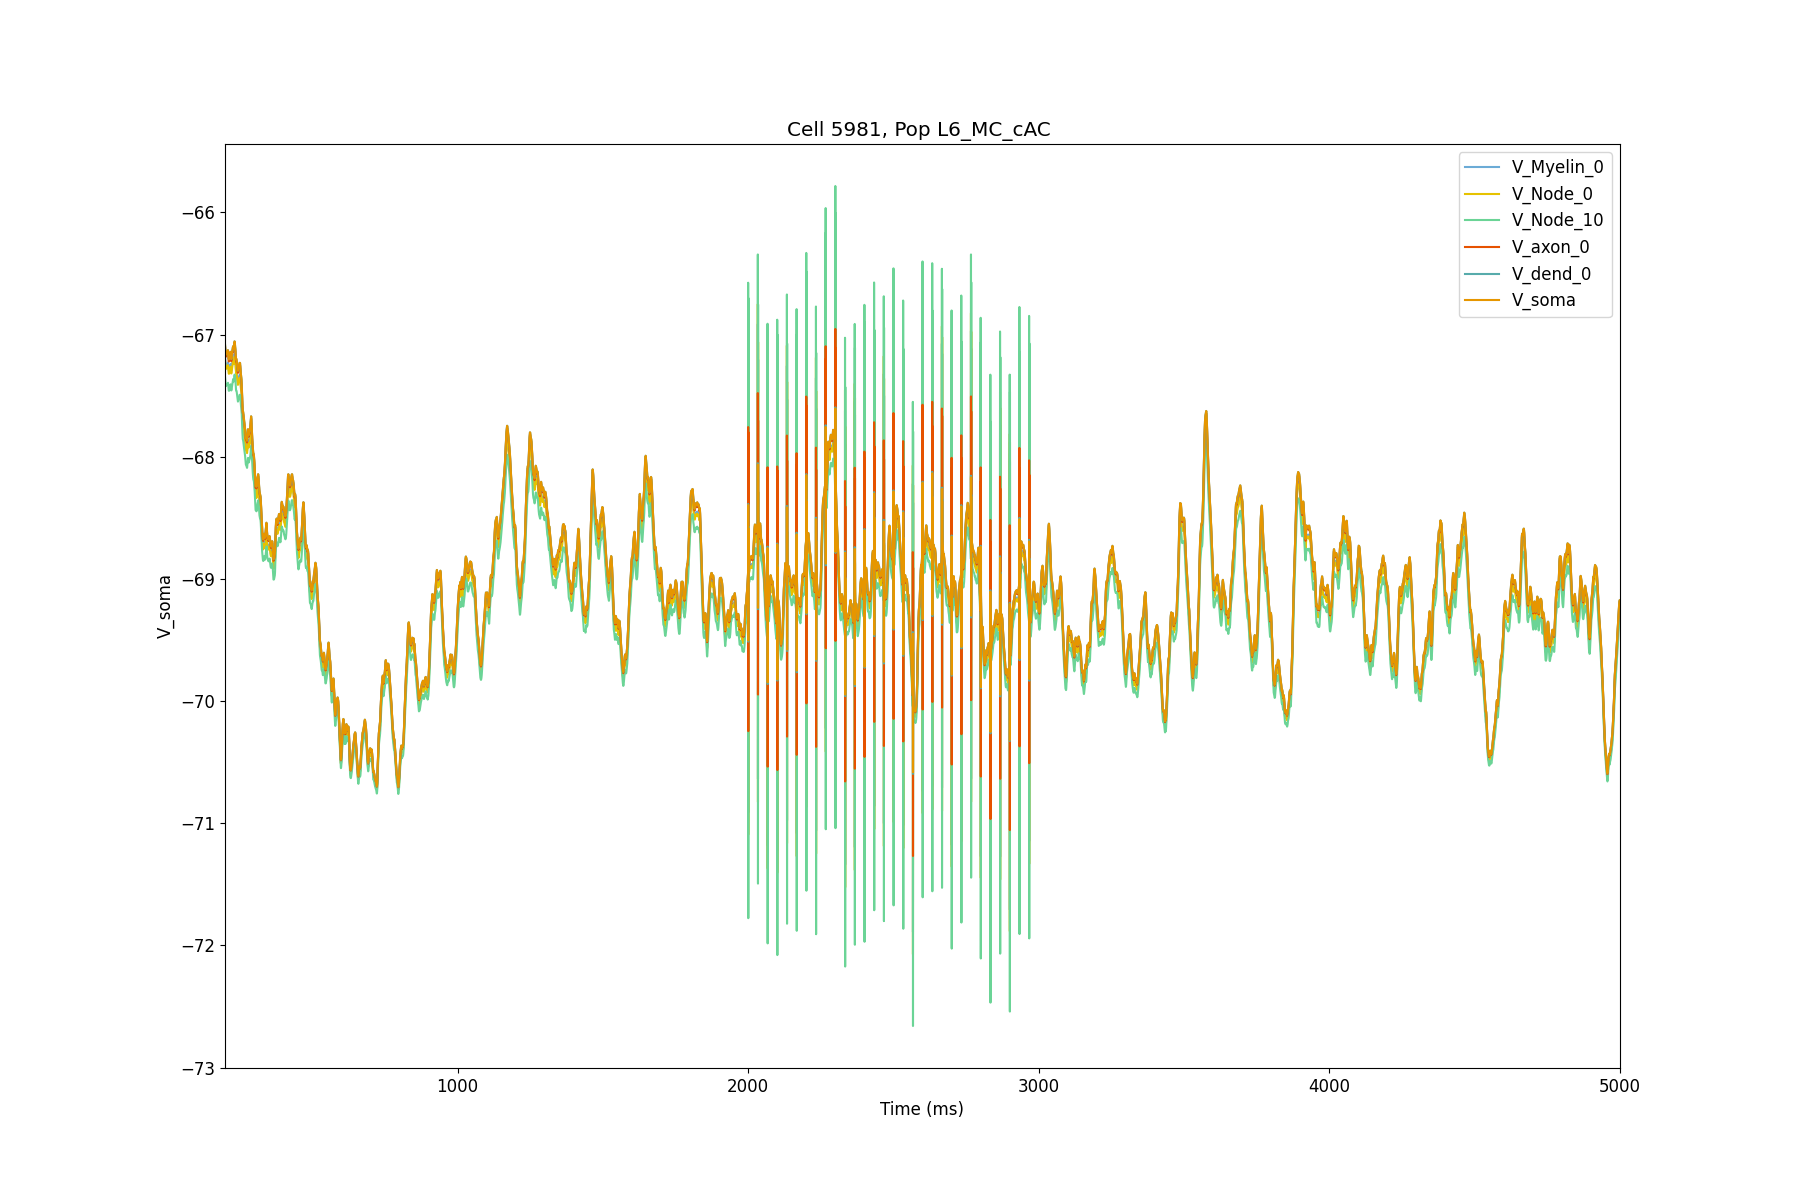 Cell 5981, Pop L6_MC_cAC
V_Myelin_0
V_Node_0
V_Node_10
V_axon_0
V_dend_0
V_soma
V_soma
−66
−67
−68
−69
−70
−71
−72
−73
1000 2000 3000 4000 5000
Time (ms)